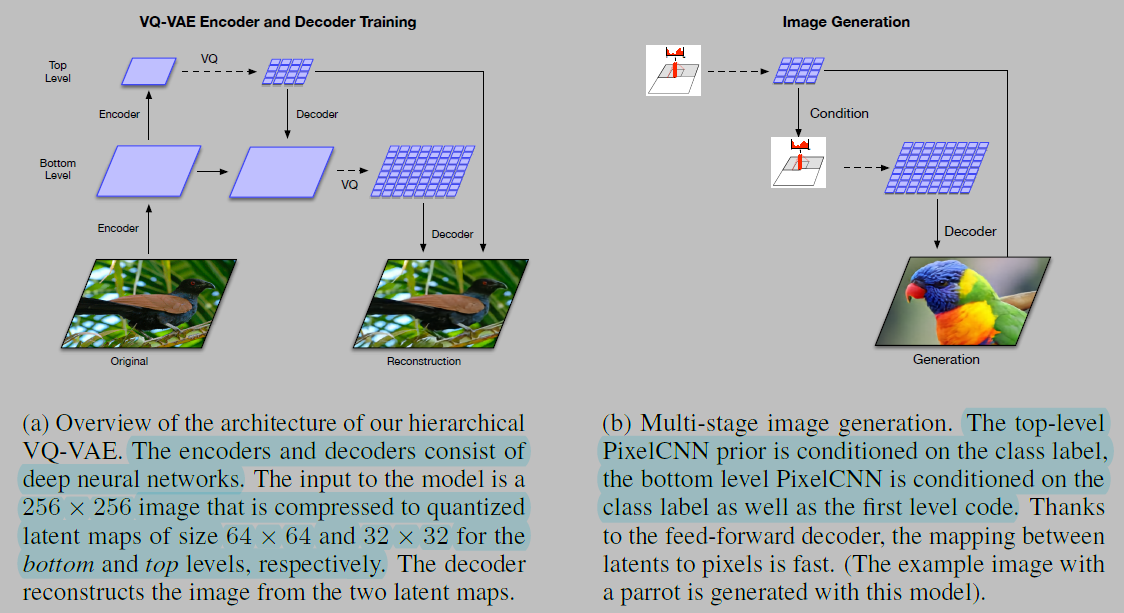 VQ-VAE Encoder and Decoder Training
Top
Level
VQ
Encoder
Decoder
Bottom
Level
VQ
Encoder
Decoder
Original
Reconstruction
(a) Overview of the architecture of our hierarchical
VQ-VAE. The encoders and decoders consist of
deep neural networks. The input to the model is a
256 × 256 image that is compressed to quantized
latent maps of size 64 × 64 and 32 × 32 for the
bottom and top levels, respectively. The decoder
reconstructs the image from the two latent maps.
Image Generation
Condition
Decoder
Generation
(b) Multi-stage image generation. The top-level
PixelCNN prior is conditioned on the class label,
the bottom level PixelCNN is conditioned on the
class label as well as the first level code. Thanks
to the feed-forward decoder, the mapping between
latents to pixels is fast. (The example image with
a parrot is generated with this model).